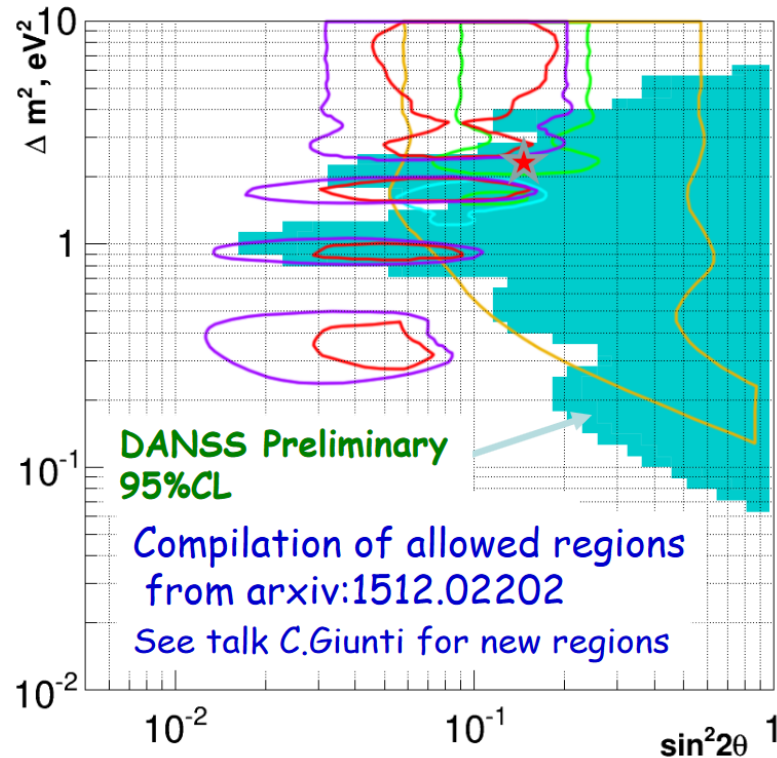 10
Δ m², eV²
1
10⁻¹
10⁻²
DANSS Preliminary
95%CL
Compilation of allowed regions
from arxiv:1512.02202
See talk C.Giunti for new regions
10⁻²
10⁻¹
1
sin²2θ